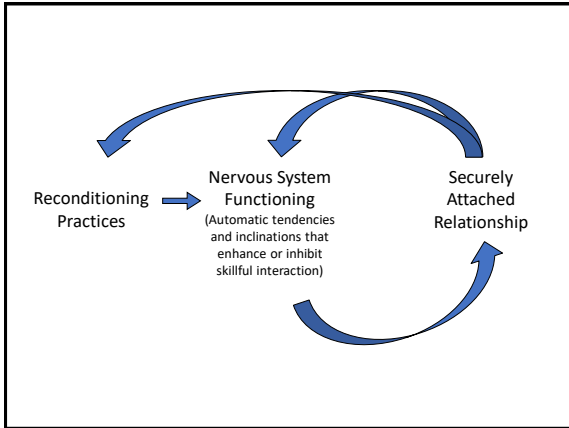 Reconditioning
Practices
Nervous System
Functioning
(Automatic tendencies
and inclinations that
enhance or inhibit
skillful interaction)
Securely
Attached
Relationship